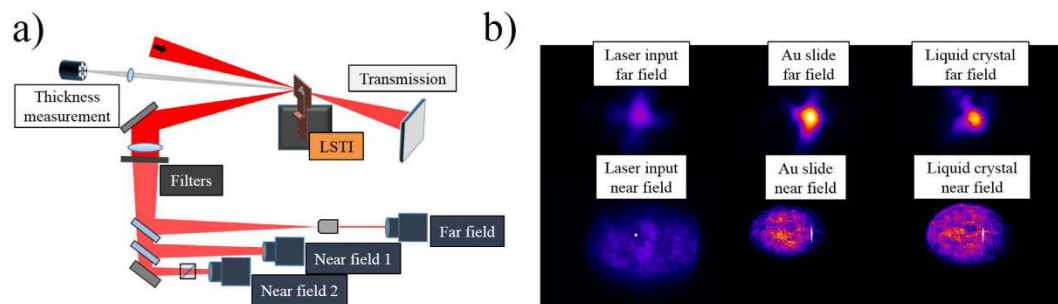 a)
Thickness
measurement
Transmission
LSTI
Filters
Far field
Near field 1
Near field 2
b)
Laser input
far field
Au slide
far field
Liquid crystal
far field
Laser input
near field
Au slide
near field
Liquid crystal
near field